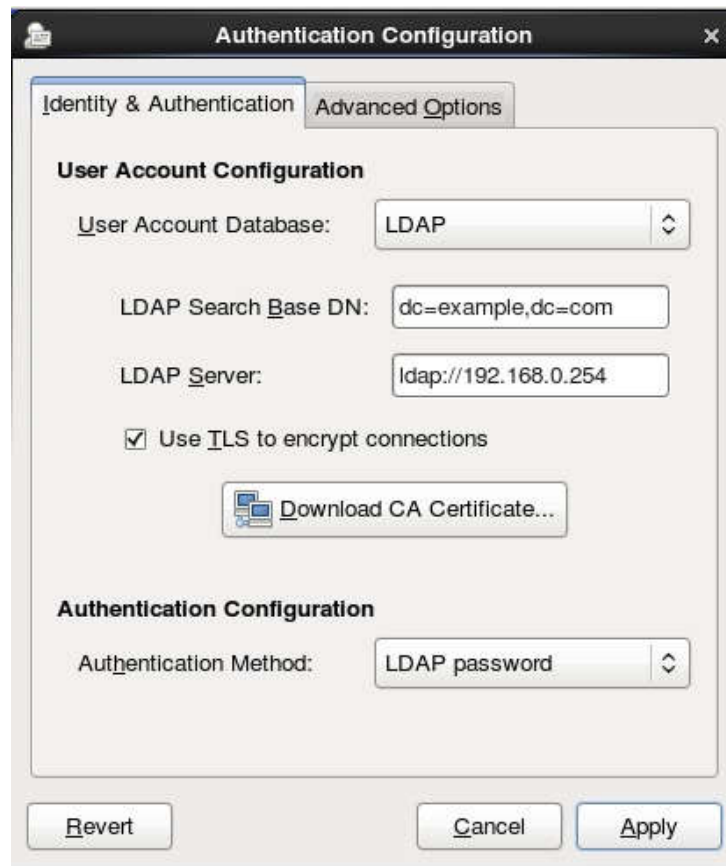 Authentication Configuration
Identity & Authentication
Advanced Options
User Account Configuration
User Account Database: LDAP
LDAP Search Base DN: dc=example,dc=com
LDAP Server: ldap://192.168.0.254
Use TLS to encrypt connections
Download CA Certificate...
Authentication Configuration
Authentication Method: LDAP password
Revert Cancel Apply